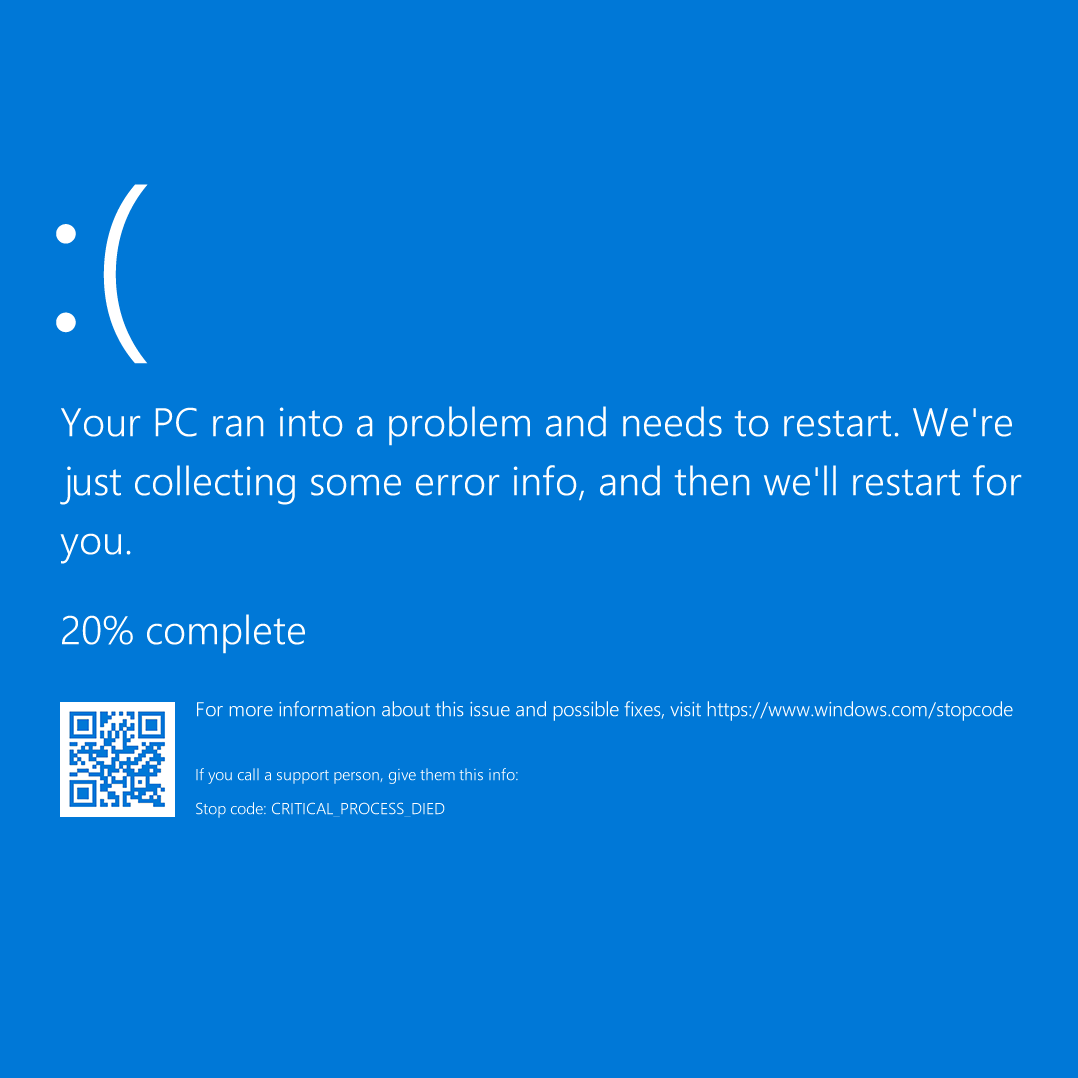 :(
Your PC ran into a problem and needs to restart. We're
just collecting some error info, and then we'll restart for
you.
20% complete
For more information about this issue and possible fixes, visit https://www.windows.com/stopcode
If you call a support person, give them this info:
Stop code: CRITICAL_PROCESS_DIED